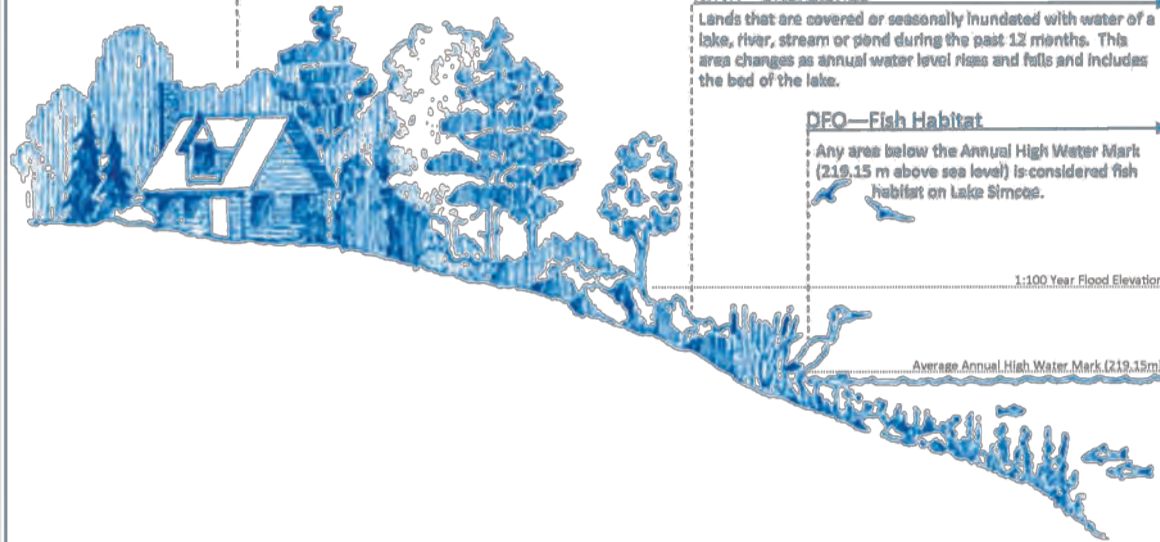 Lands that are covered or seasonally inundated with water of a
lake, river, stream or pond during the past 12 months. This
area changes as annual water level rises and falls and includes
the bed of the lake.
DFO—Fish Habitat
Any area below the Annual High Water Mark
(219.15 m above sea level) is considered fish
habitat on Lake Simcoe.
1:100 Year Flood Elevation
Average Annual High Water Mark (219.15m)